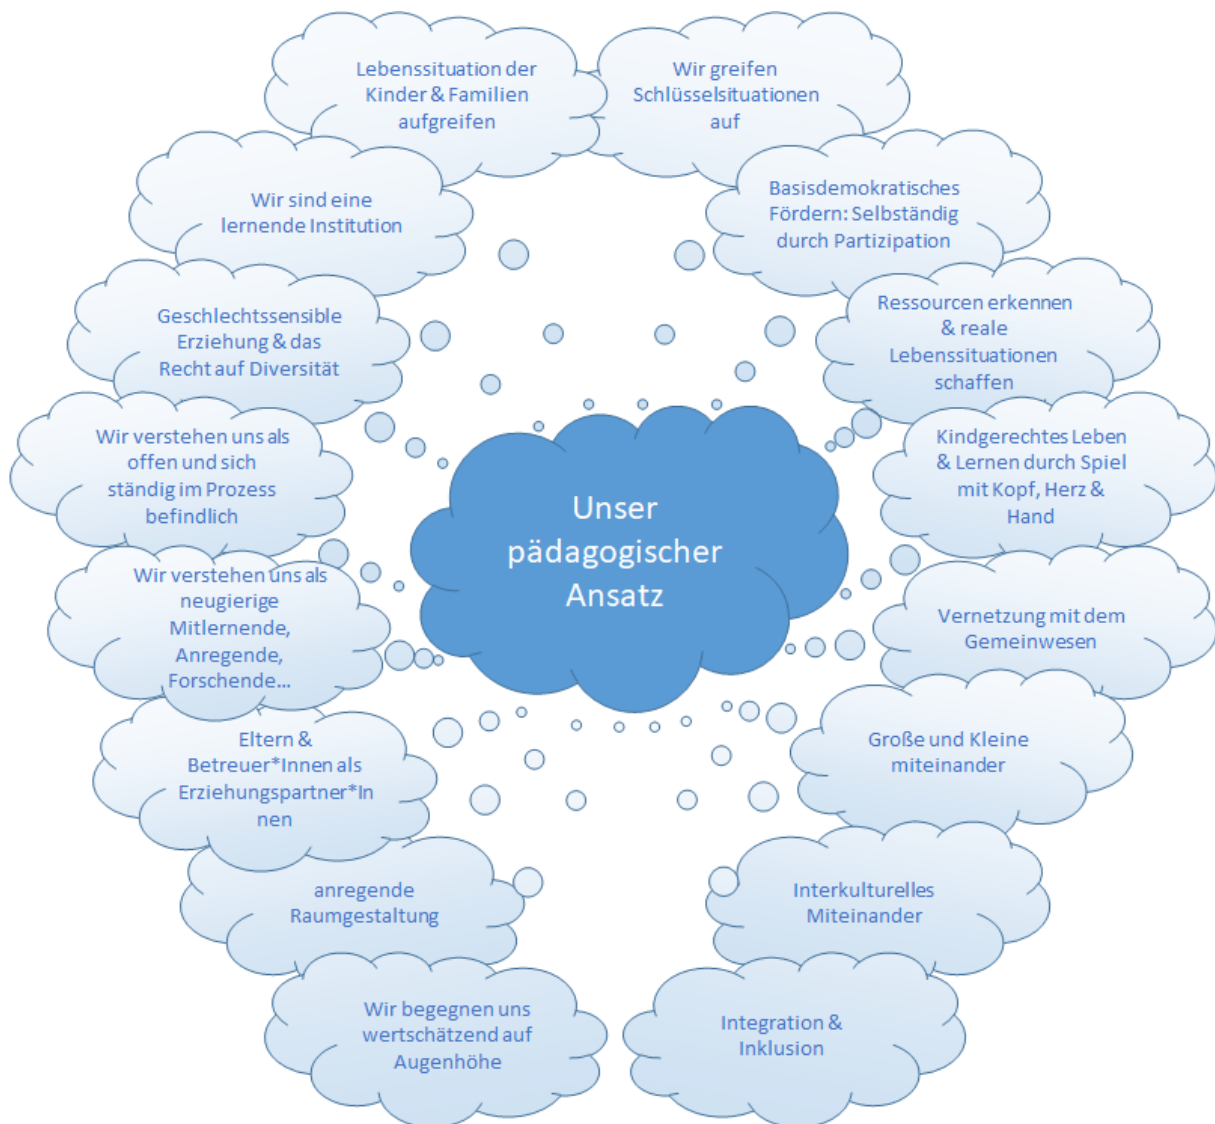 Lebenssituation der
Kinder & Familien
aufgreifen
Wir greifen
Schlüsselsituationen
auf
Basisdemokratisches
Fördern: Selbständig
durch Partizipation
Wir sind eine
lernende Institution
Ressourcen erkennen
& reale
Lebenssituationen
schaffen
Geschlechtssensible
Erziehung & das
Recht auf Diversität
Kindgerechtes Leben
& Lernen durch Spiel
mit Kopf, Herz &
Hand
Wir verstehen uns als
offen und sich
ständig im Prozess
befindlich
Unser
pädagogischer
Ansatz
Wir verstehen uns als
neugierige
Mitlernende,
Anregende,
Forschende...
Vernetzung mit dem
Gemeinwesen
Eltern &
Betreuer*Innen als
Erziehungspartner*In
nen
Große und Kleine
miteinander
anregende
Raumgestaltung
Interkulturelles
Miteinander
Wir begegnen uns
wertschätzend auf
Augenhöhe
Integration &
Inklusion